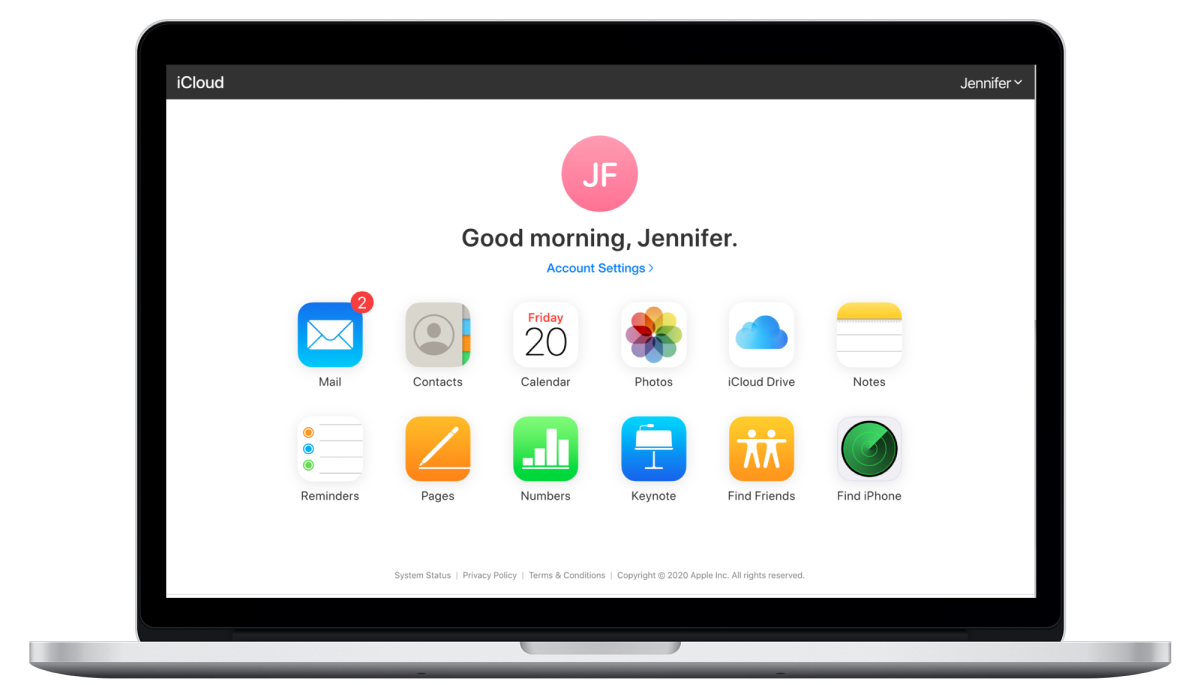 iCloud
Jennifer
JF
Good morning, Jennifer.
Account Settings >
2
Friday
20
Mail
Contacts
Calendar
Photos
iCloud Drive
Notes
Reminders
Pages
Numbers
Keynote
Find Friends
Find iPhone
System Status | Privacy Policy | Terms & Conditions | Copyright © 2020 Apple Inc. All rights reserved.